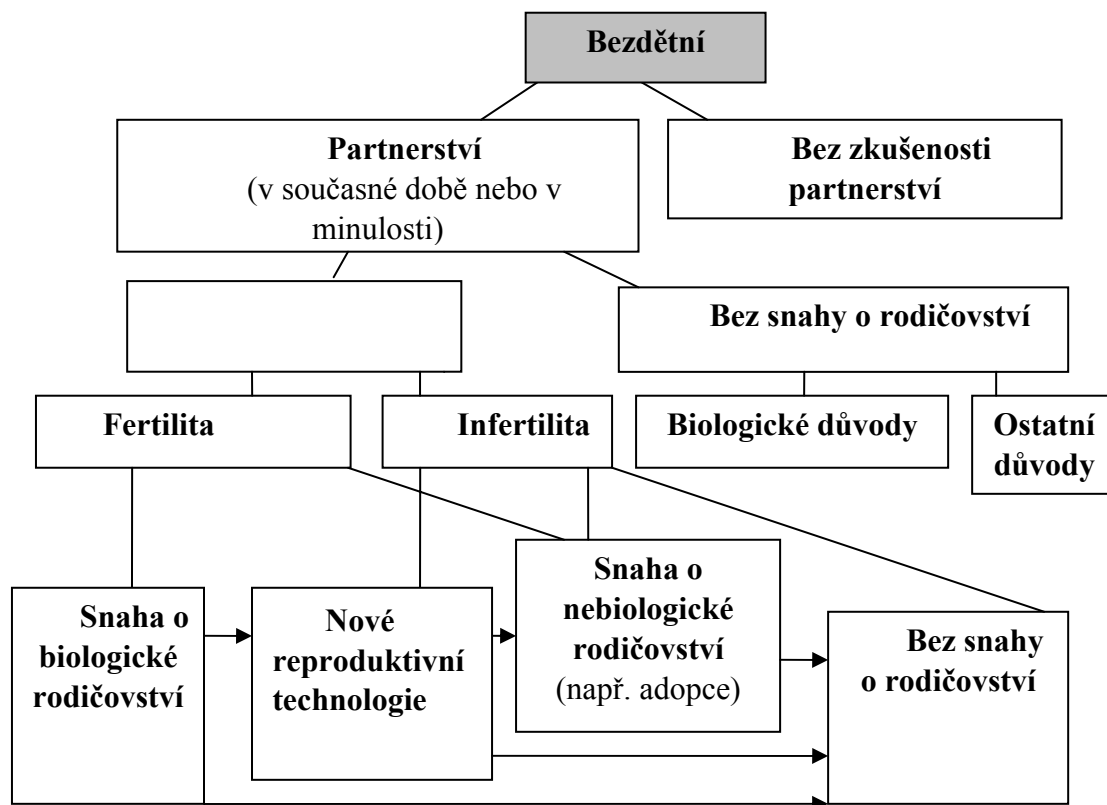 Bezdětní
Partnerství
(v současné době nebo v
minulosti)
Bez zkušenosti
partnerství
Bez snahy o rodičovství
Fertilita
Infertilita
Biologické důvody
Ostatní
důvody
Snaha o
biologické
rodičovství
Nové
reproduktivní
technologie
Snaha o
nebiologické
rodičovství
(např. adopce)
Bez snahy
o rodičovství